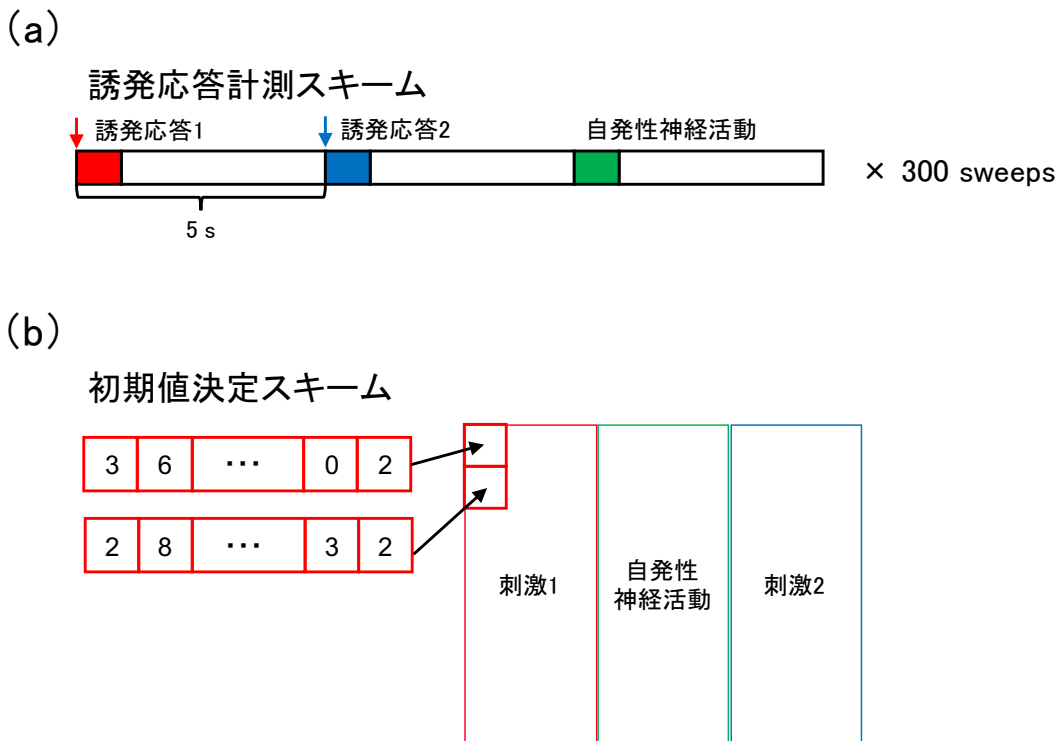 (a)
誘発応答計測スキーム
誘発応答1 誘発応答2 自発性神経活動
× 300 sweeps
5 s
(b)
初期値決定スキーム
3 6 ･･･ 0 2
2 8 ･･･ 3 2
刺激1
自発性
神経活動
刺激2